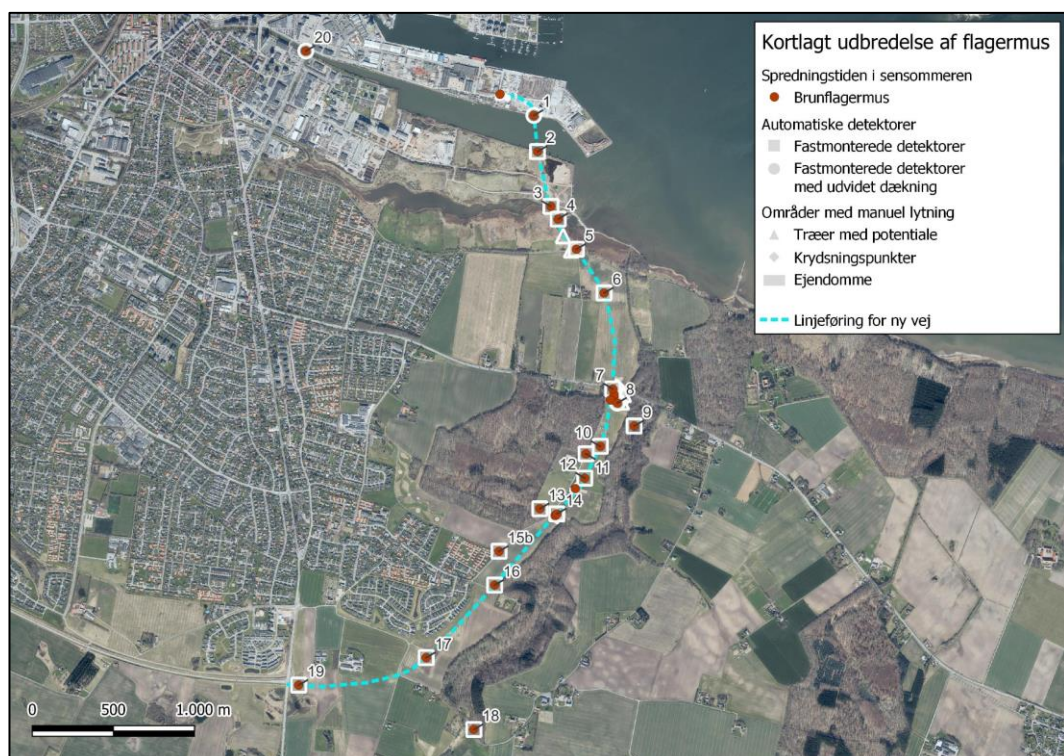 Kortlagt udbredelse af flagermus
Spredningstiden i sensommeren
Brunflagermus
Automatiske detektorer
Fastmonterede detektorer
Fastmonterede detektorer
med udvidet dækning
Områder med manuel lytning
Træer med potentiale
Krydsningspunkter
Ejendomme
Linjeføring for ny vej
20
1
2
3
4
5
6
7
8
9
10
11
12
13
14
15b
16
17
19
18
0 500 1.000 m